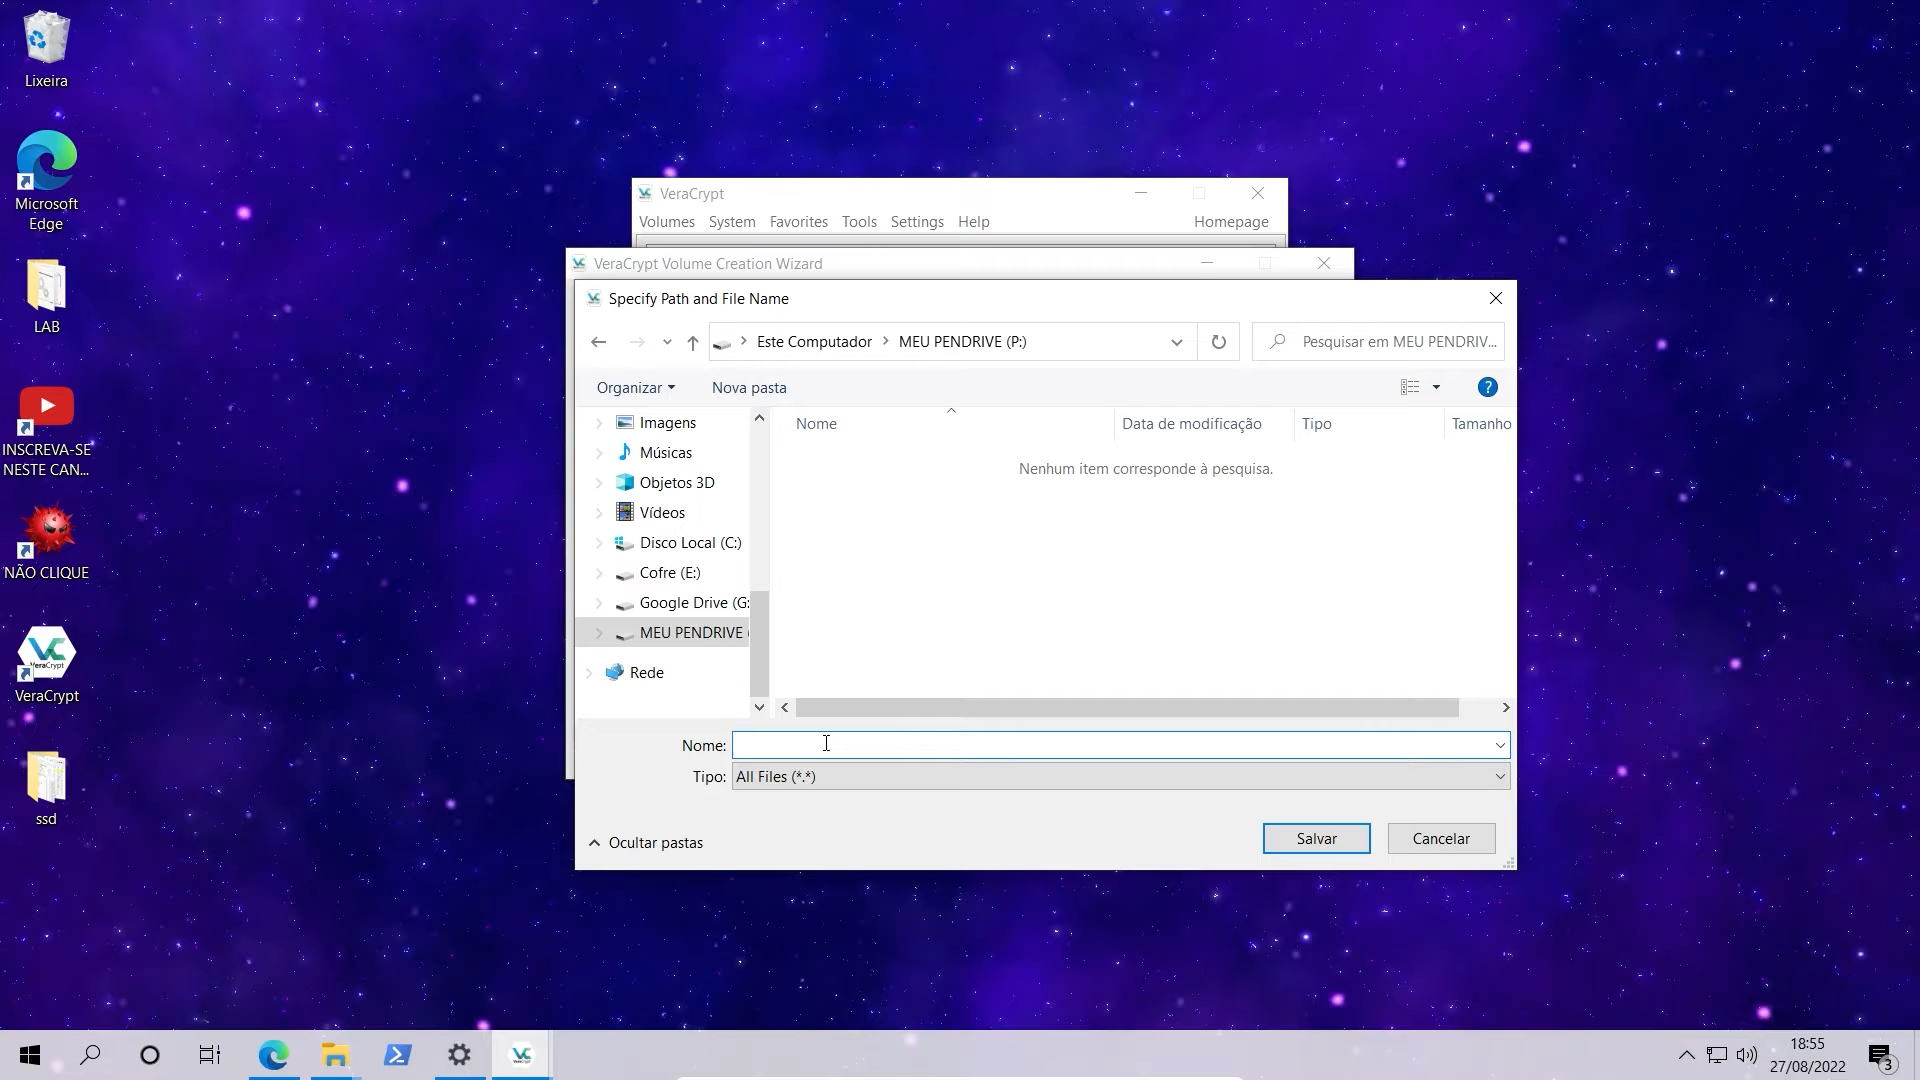 Lixeira
Microsoft
Edge
LAB
INSCREVA-SE
NESTE CAN...
NÃO CLIQUE
VeraCrypt
VeraCrypt
ssd
VeraCrypt
Volumes System Favorites Tools Settings Help Homepage
VeraCrypt Volume Creation Wizard
Specify Path and File Name
Este Computador MEU PENDRIVE (P:)
Pesquisar em MEU PENDRIV...
Organizar Nova pasta
?
Nome Data de modificação Tipo Tamanho
Nenhum item corresponde à pesquisa.
Imagens
Músicas
Objetos 3D
Vídeos
Disco Local (C:)
Cofre (E:)
Google Drive (G:
MEU PENDRIVE (
Rede
Nome:
Tipo: All Files (*.*)
Ocultar pastas
Salvar Cancelar
18:55
27/08/2022
3